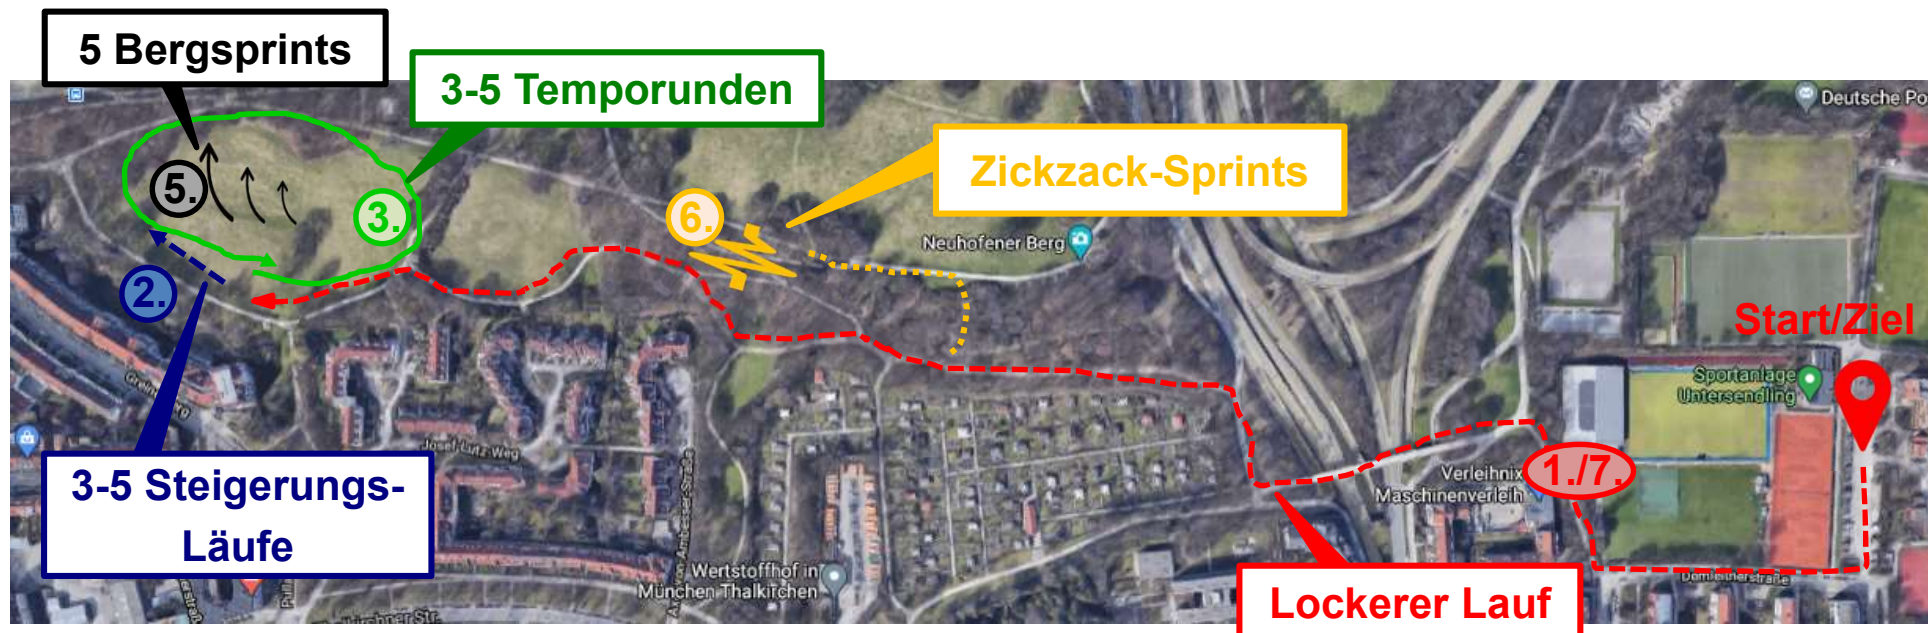 5 Bergsprints
3-5 Temporunden
Deutsche Po
Zickzack-Sprints
5.
3.
6.
Neuhofener Berg
2.
Start/Ziel
Sportanlage
Untersendling
Josef-Lutz-Weg
1./7.
Verleihnix
Maschinenverleih
3-5 Steigerungs-
Läufe
Wertstoffhof in
München Thalkirchen
Lockerer Lauf